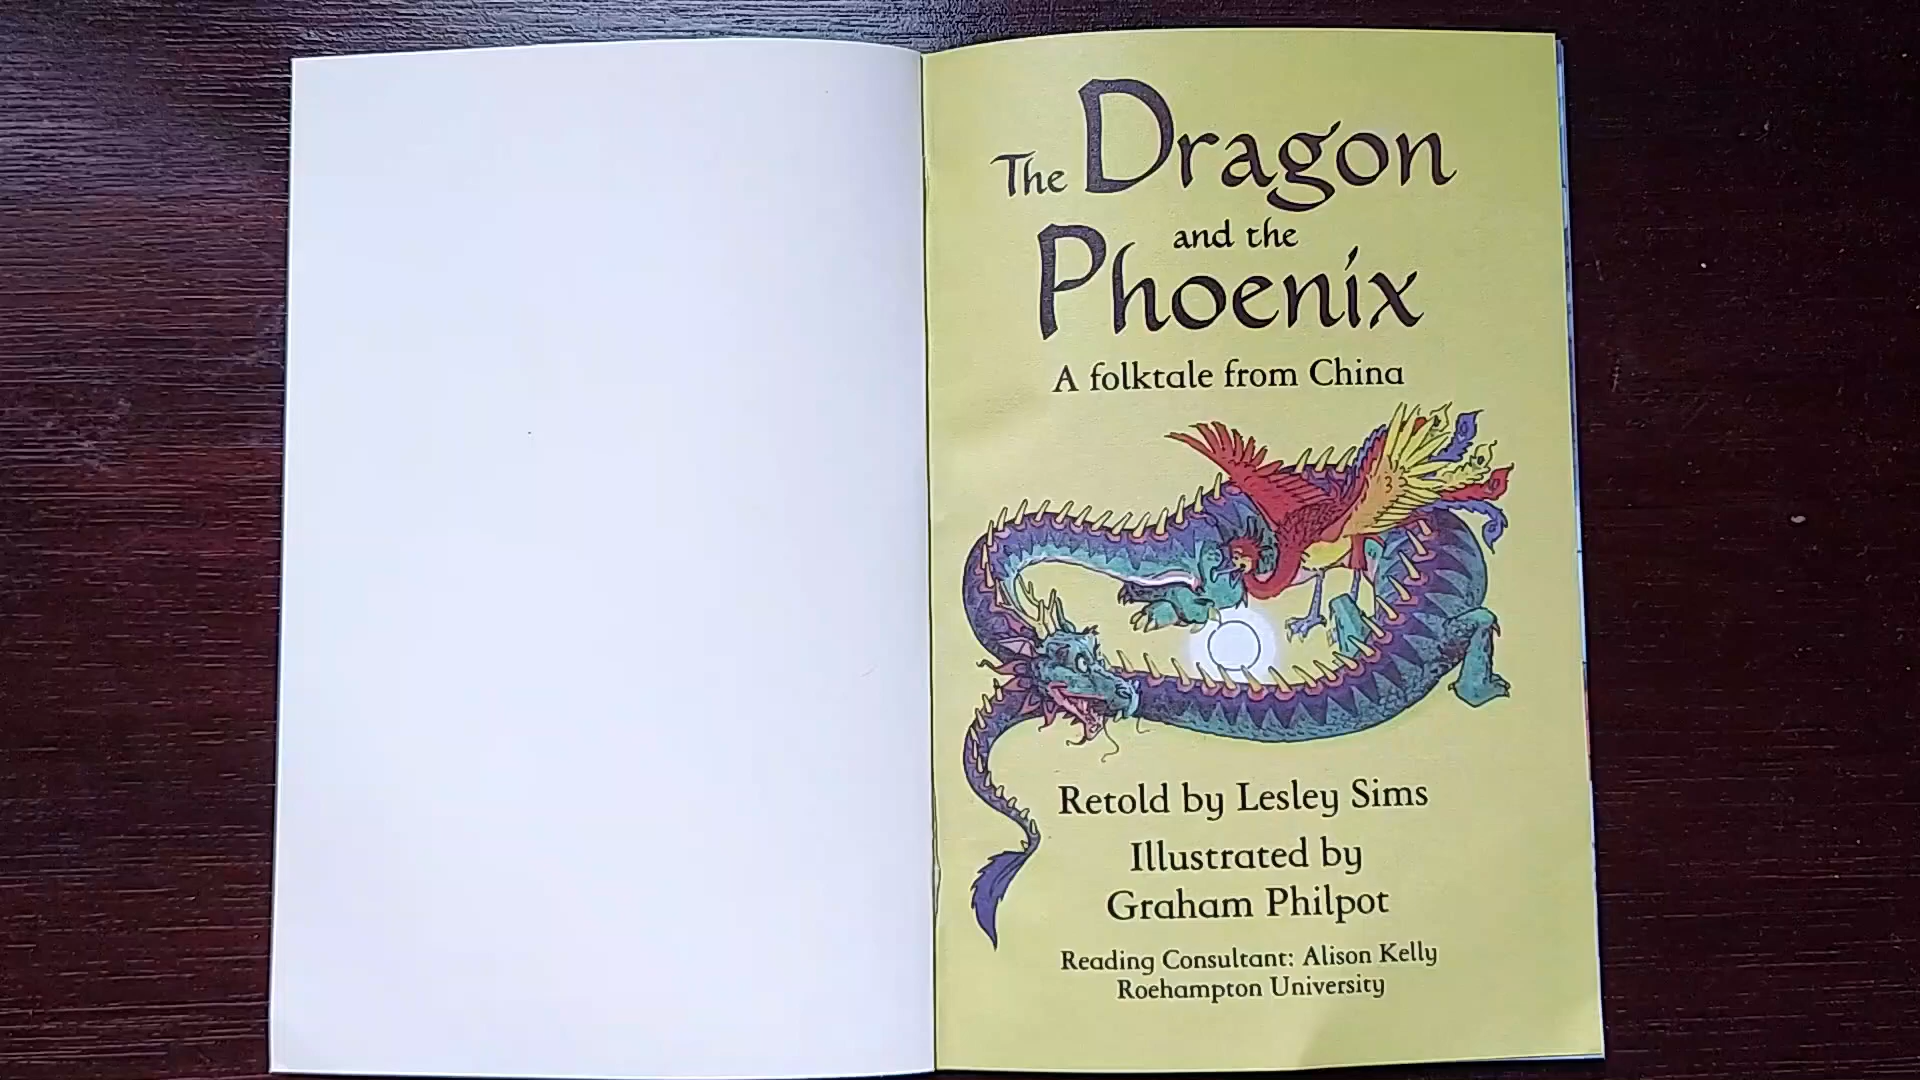 The Dragon
and the
Phoenix
A folktale from China
Retold by Lesley Sims
Illustrated by
Graham Philpot
Reading Consultant: Alison Kelly
Roehampton University